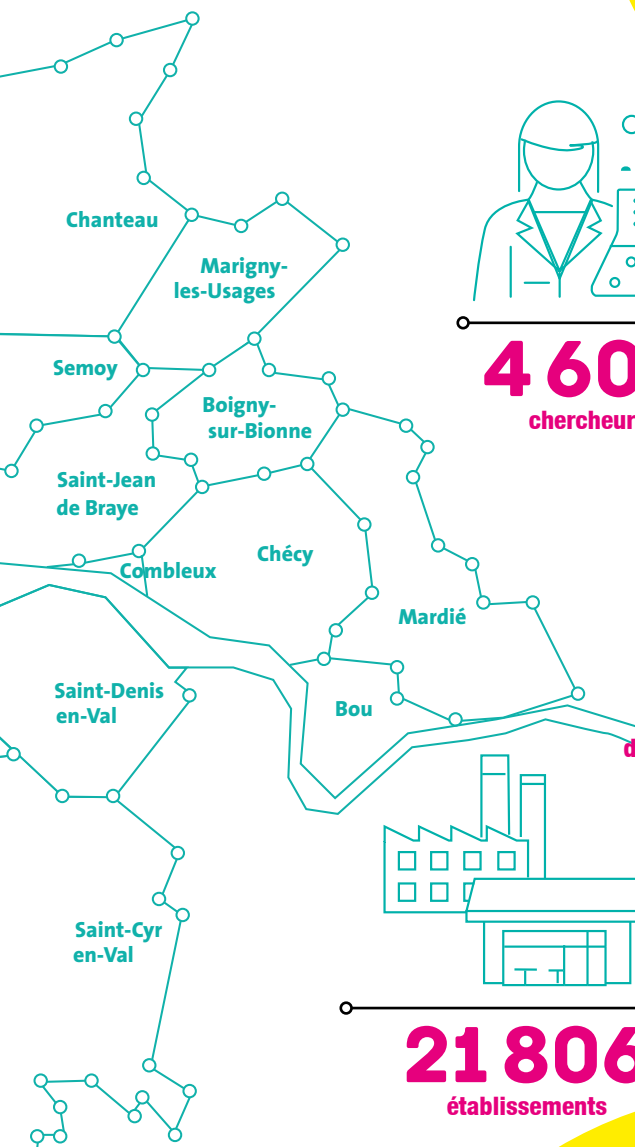 Chanteau
Marigny-
les-Usages
Semoy
Boigny-
sur-Bionne
Saint-Jean
de Braye
Combleux
Chécy
Mardié
Saint-Denis
en-Val
Bou
Saint-Cyr
en-Val
4 60
chercheur
d
21 806
établissements